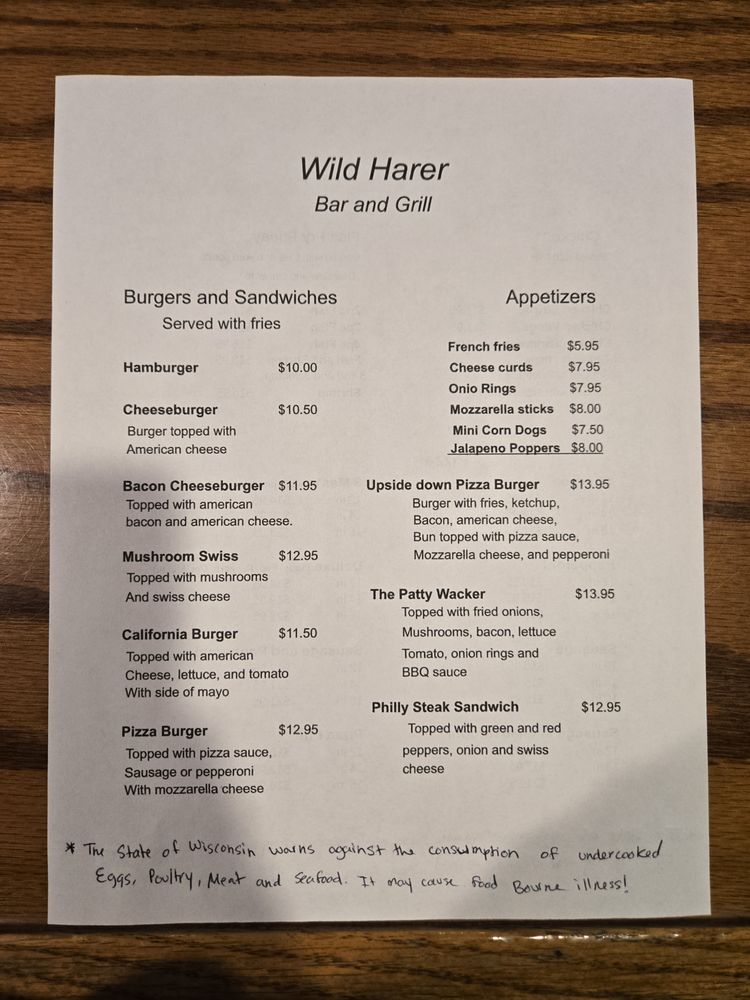 Wild Harer
Bar and Grill
Burgers and Sandwiches
Served with fries
Hamburger $10.00
Cheeseburger $10.50
Burger topped with
American cheese
Bacon Cheeseburger $11.95
Topped with american
bacon and american cheese.
Mushroom Swiss $12.95
Topped with mushrooms
And swiss cheese
California Burger $11.50
Topped with american
Cheese, lettuce, and tomato
With side of mayo
Pizza Burger $12.95
Topped with pizza sauce,
Sausage or pepperoni
With mozzarella cheese
Appetizers
French fries $5.95
Cheese curds $7.95
Onio Rings $7.95
Mozzarella sticks $8.00
Mini Corn Dogs $7.50
Jalapeno Poppers $8.00
Upside down Pizza Burger $13.95
Burger with fries, ketchup,
Bacon, american cheese,
Bun topped with pizza sauce,
Mozzarella cheese, and pepperoni
The Patty Wacker $13.95
Topped with fried onions,
Mushrooms, bacon, lettuce
Tomato, onion rings and
BBQ sauce
Philly Steak Sandwich $12.95
Topped with green and red
peppers, onion and swiss
cheese
* The State of Wisconsin warns against the consumption of undercooked
Eggs, Poultry, Meat and Seafood. It may cause food Bourne illness!